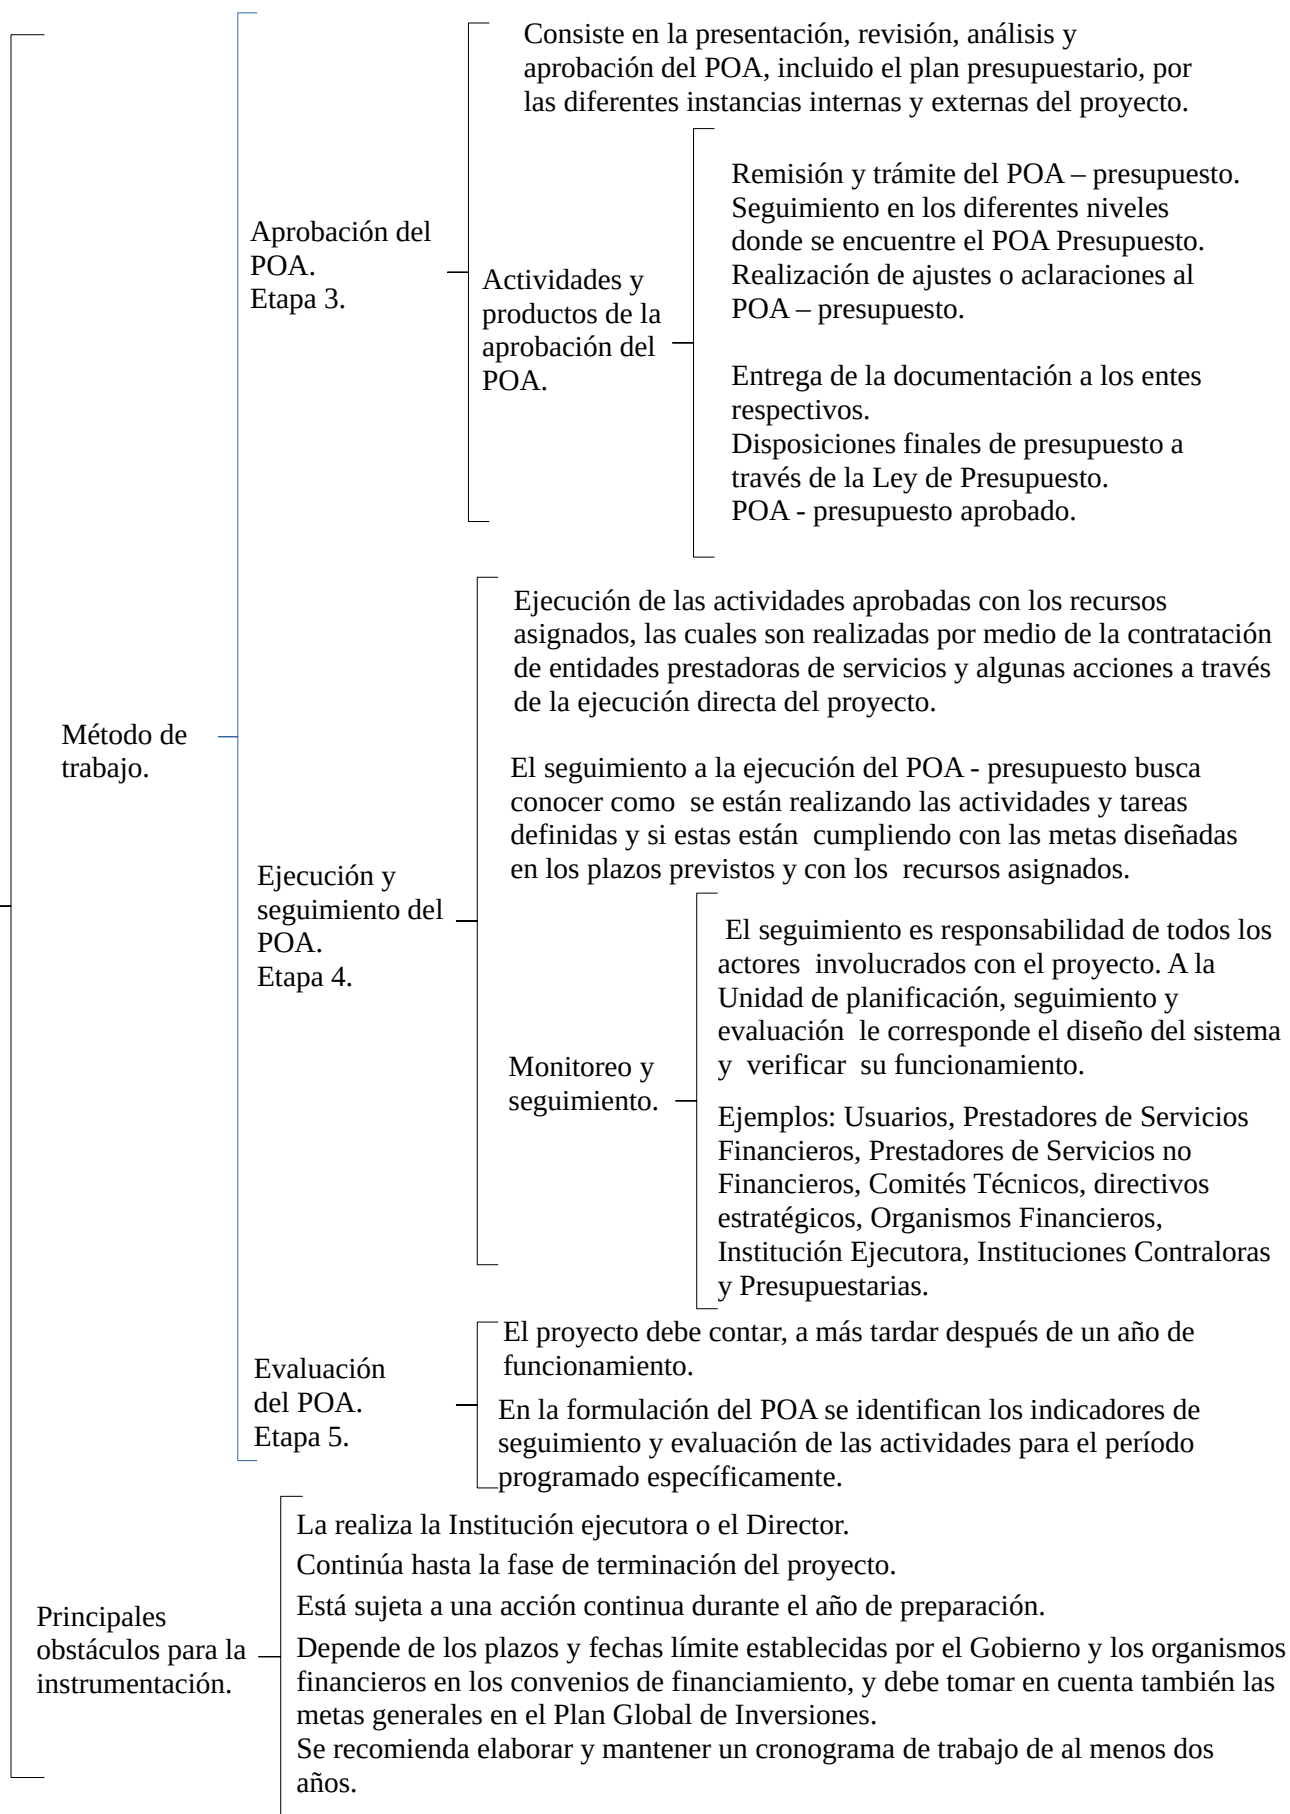 Consiste en la presentación, revisión, análisis y
aprobación del POA, incluido el plan presupuestario, por
las diferentes instancias internas y externas del proyecto.
Aprobación del
POA.
Etapa 3.
Actividades y
productos de la
aprobación del
POA.
Remisión y trámite del POA – presupuesto.
Seguimiento en los diferentes niveles
donde se encuentre el POA Presupuesto.
Realización de ajustes o aclaraciones al
POA – presupuesto.
Entrega de la documentación a los entes
respectivos.
Disposiciones finales de presupuesto a
través de la Ley de Presupuesto.
POA - presupuesto aprobado.
Método de
trabajo.
Ejecución y
seguimiento del
POA.
Etapa 4.
Ejecución de las actividades aprobadas con los recursos
asignados, las cuales son realizadas por medio de la contratación
de entidades prestadoras de servicios y algunas acciones a través
de la ejecución directa del proyecto.
El seguimiento a la ejecución del POA - presupuesto busca
conocer como  se están realizando las actividades y tareas
definidas y si estas están  cumpliendo con las metas diseñadas
en los plazos previstos y con los  recursos asignados.
Monitoreo y
seguimiento.
El seguimiento es responsabilidad de todos los
actores  involucrados con el proyecto. A la
Unidad de planificación, seguimiento y
evaluación  le corresponde el diseño del sistema
y  verificar  su funcionamiento.
Ejemplos: Usuarios, Prestadores de Servicios
Financieros, Prestadores de Servicios no
Financieros, Comités Técnicos, directivos
estratégicos, Organismos Financieros,
Institución Ejecutora, Instituciones Contraloras
y Presupuestarias.
Evaluación
del POA.
Etapa 5.
El proyecto debe contar, a más tardar después de un año de
funcionamiento.
En la formulación del POA se identifican los indicadores de
seguimiento y evaluación de las actividades para el período
programado específicamente.
Principales
obstáculos para la
instrumentación.
La realiza la Institución ejecutora o el Director.
Continúa hasta la fase de terminación del proyecto.
Está sujeta a una acción continua durante el año de preparación.
Depende de los plazos y fechas límite establecidas por el Gobierno y los organismos
financieros en los convenios de financiamiento, y debe tomar en cuenta también las
metas generales en el Plan Global de Inversiones.
Se recomienda elaborar y mantener un cronograma de trabajo de al menos dos
años.